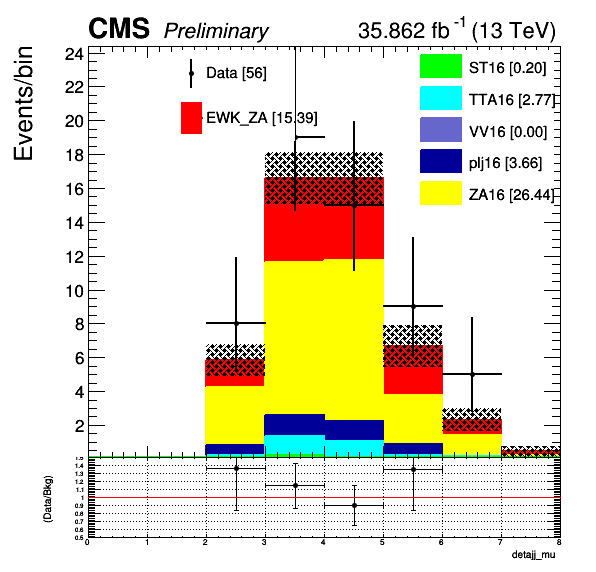 CMS Preliminary 35.862 fb⁻¹ (13 TeV)
Events/bin
24
22
20
18
16
14
12
10
8
6
4
2
Data [56]
EWK_ZA [15.39]
ST16 [0.20]
TTA16 [2.77]
VV16 [0.00]
plj16 [3.66]
ZA16 [26.44]
(Data/Bkg)
1.5
1.4
1.3
1.2
1.1
1
0.9
0.8
0.7
0.6
0.5
0 1 2 3 4 5 6 7 8
detajj_mu